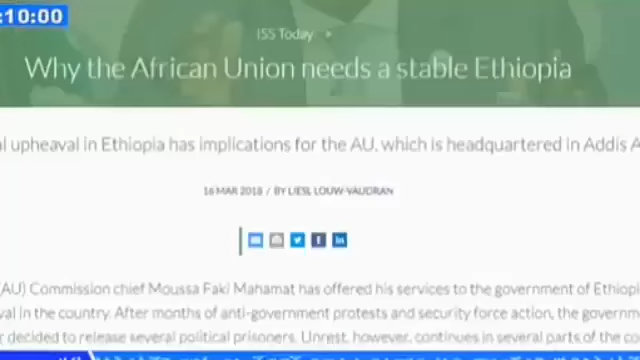 :10:00
ISS Today
Why the African Union needs a stable Ethiopia
al upheaval in Ethiopia has implications for the AU, which is headquartered in Addis A
16 MAR 2018 / BY LIESL LOUW-VAUDRAN
(AU) Commission chief Moussa Faki Mahamat has offered his services to the government of Ethiopi
val in the country. After months of anti-government protests and security force action, the governm
r decided to release several political prisoners. Unrest, however, continues in several parts of the co